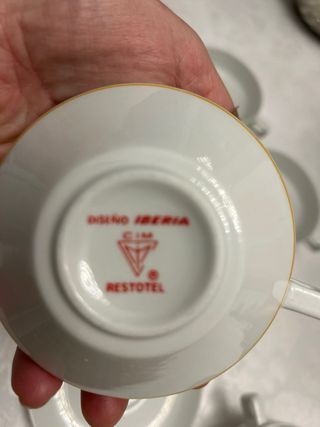 DISEÑO IBERIA
CIM
®
RESTOTEL